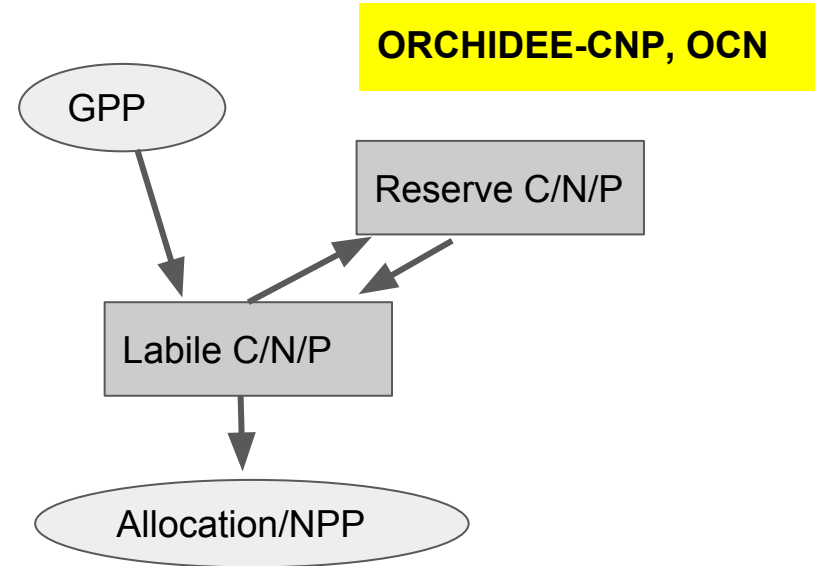 ORCHIDEE-CNP, OCN
GPP
Reserve C/N/P
Labile C/N/P
Allocation/NPP